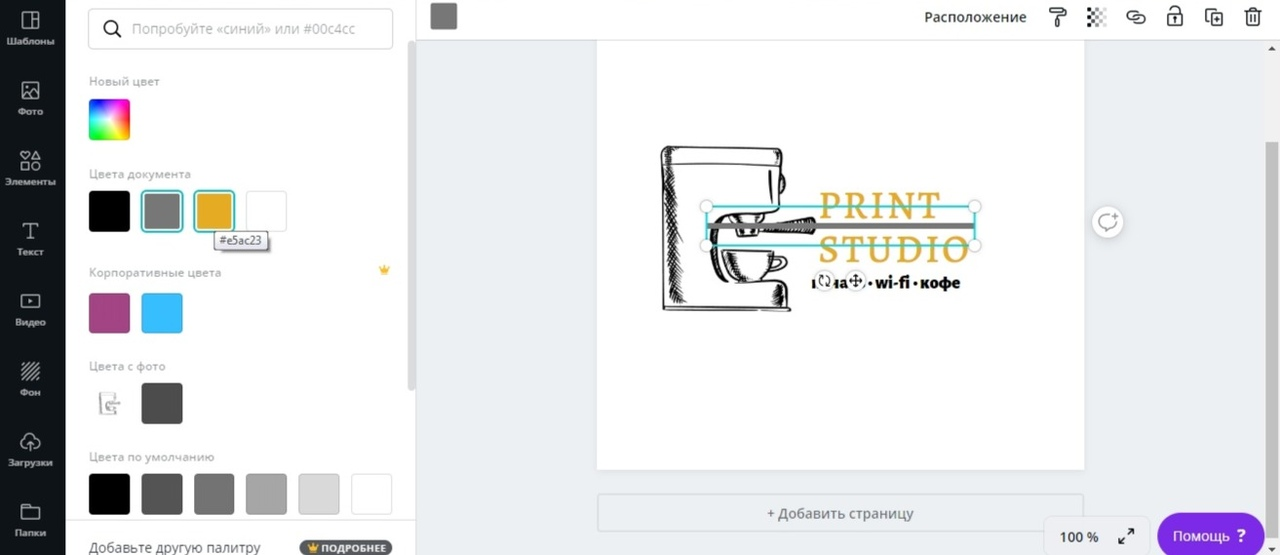 Шаблоны
Фото
Элементы
Текст
Видео
Фон
Загрузки
Папки
Попробуйте «синий» или #00c4cc
Новый цвет
Цвета документа
#e5ac23
Корпоративные цвета
Цвета с фото
Цвета по умолчанию
Добавьте другую палитру
ПОДРОБНЕЕ
Расположение
PRINT
STUDIO
• wi-fi • кофе
+ Добавить страницу
100 %
Помощь ?